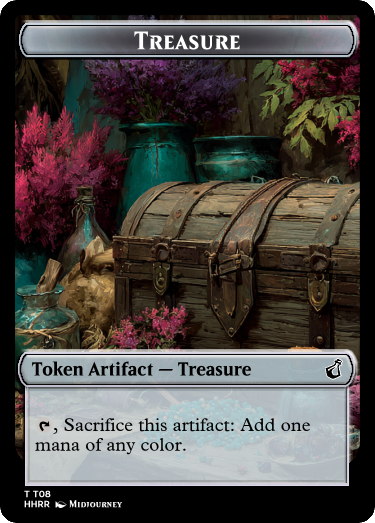 Treasure
Token Artifact — Treasure
, Sacrifice this artifact: Add one
mana of any color.
T T08
HHRR Midjourney